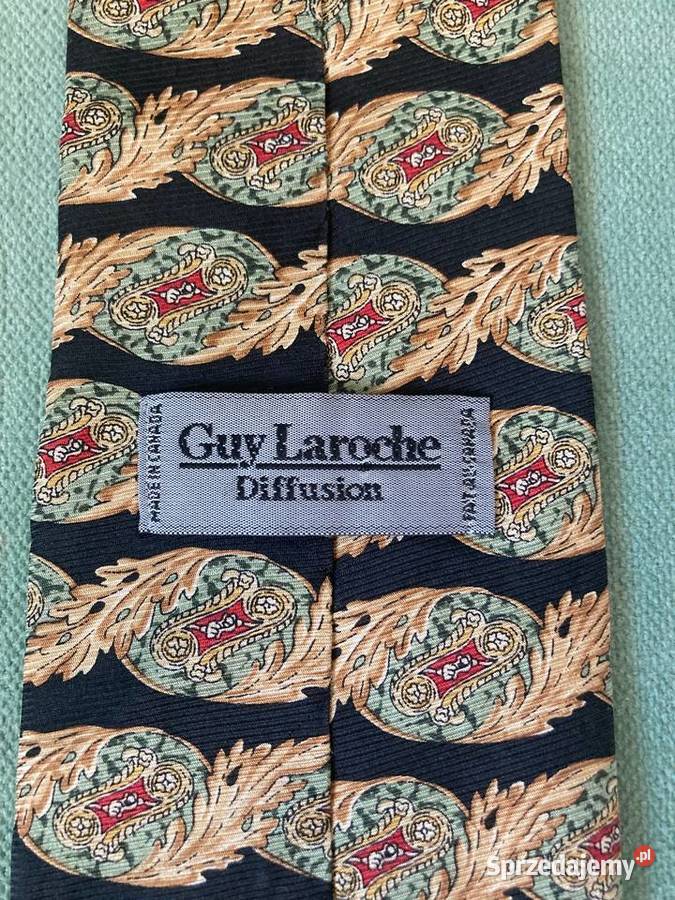 MADE IN CANADA
Guy Laroche
Diffusion
FAIT AU CANADA
Sprzedajemy.pl